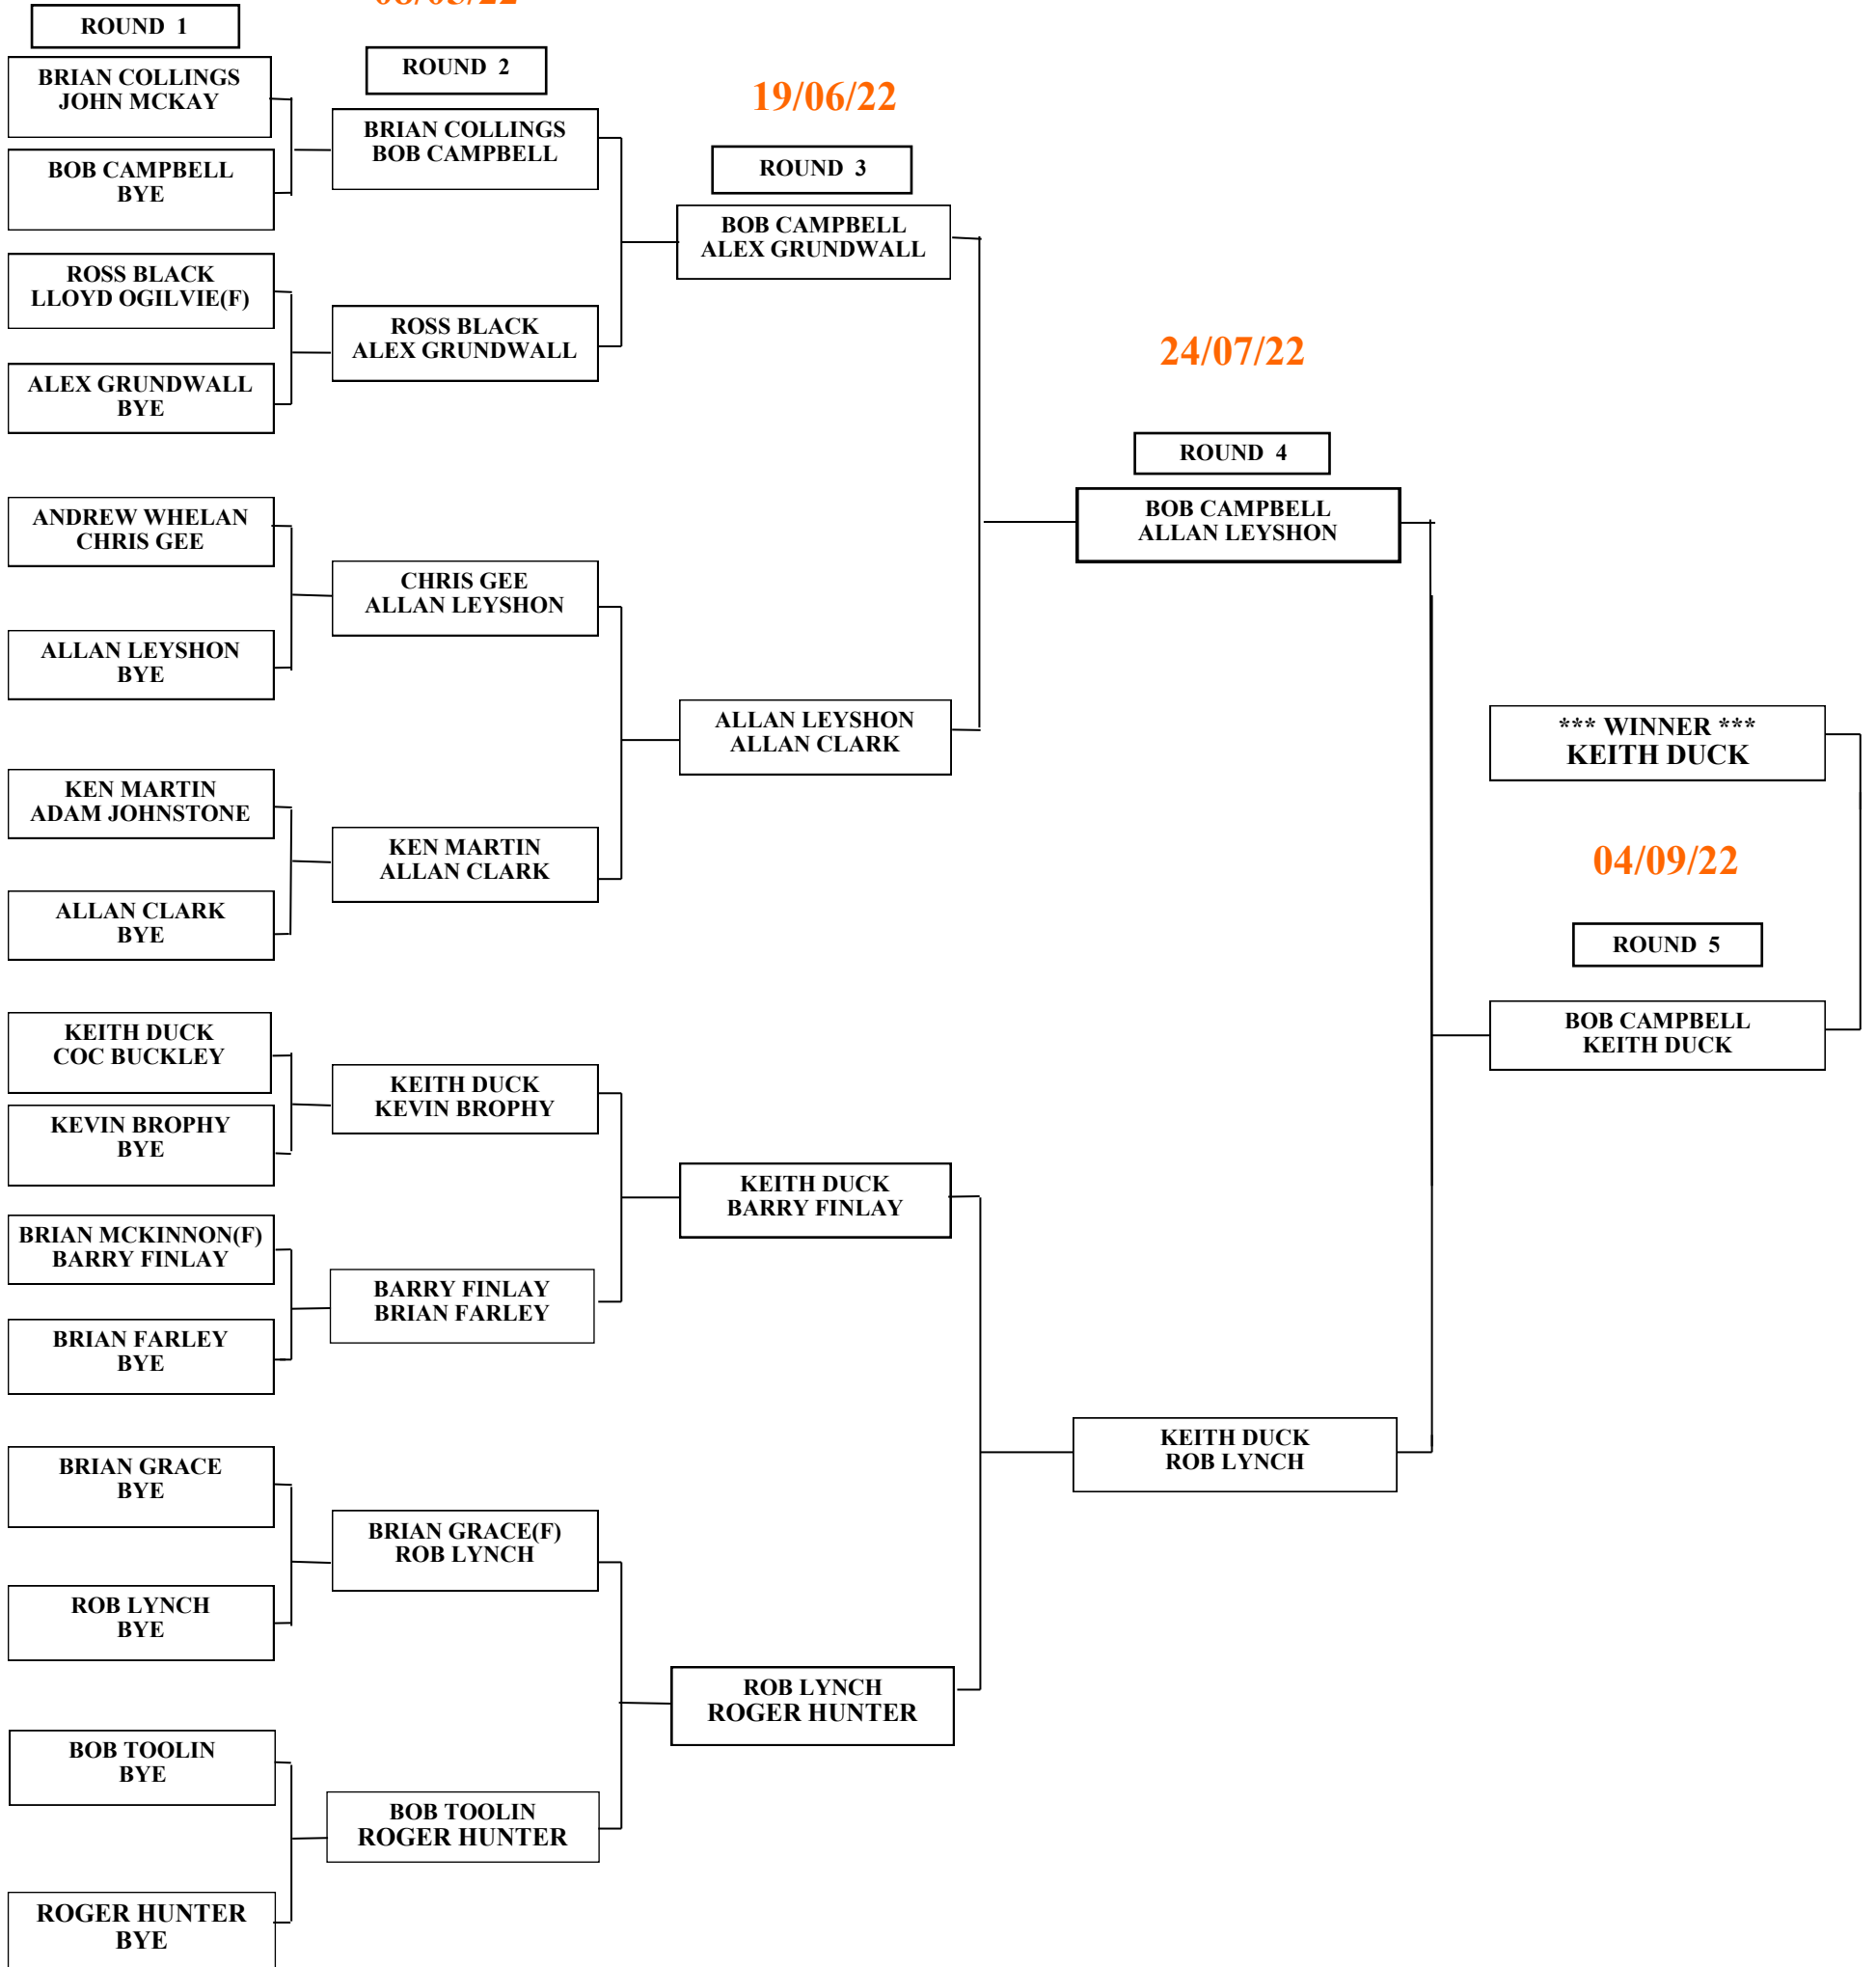 ROUND 1
BRIAN COLLINGS
JOHN MCKAY
BOB CAMPBELL
BYE
ROSS BLACK
LLOYD OGILVIE(F)
ALEX GRUNDWALL
BYE
ANDREW WHELAN
CHRIS GEE
ALLAN LEYSHON
BYE
KEN MARTIN
ADAM JOHNSTONE
ALLAN CLARK
BYE
KEITH DUCK
COC BUCKLEY
KEVIN BROPHY
BYE
BRIAN MCKINNON(F)
BARRY FINLAY
BRIAN FARLEY
BYE
BRIAN GRACE
BYE
ROB LYNCH
BYE
BOB TOOLIN
BYE
ROGER HUNTER
BYE
ROUND 2
BRIAN COLLINGS
BOB CAMPBELL
ROSS BLACK
ALEX GRUNDWALL
CHRIS GEE
ALLAN LEYSHON
KEN MARTIN
ALLAN CLARK
KEITH DUCK
KEVIN BROPHY
BARRY FINLAY
BRIAN FARLEY
BRIAN GRACE(F)
ROB LYNCH
BOB TOOLIN
ROGER HUNTER
19/06/22
ROUND 3
BOB CAMPBELL
ALEX GRUNDWALL
ALLAN LEYSHON
ALLAN CLARK
KEITH DUCK
BARRY FINLAY
ROB LYNCH
ROGER HUNTER
24/07/22
ROUND 4
BOB CAMPBELL
ALLAN LEYSHON
KEITH DUCK
ROB LYNCH
*** WINNER ***
KEITH DUCK
04/09/22
ROUND 5
BOB CAMPBELL
KEITH DUCK